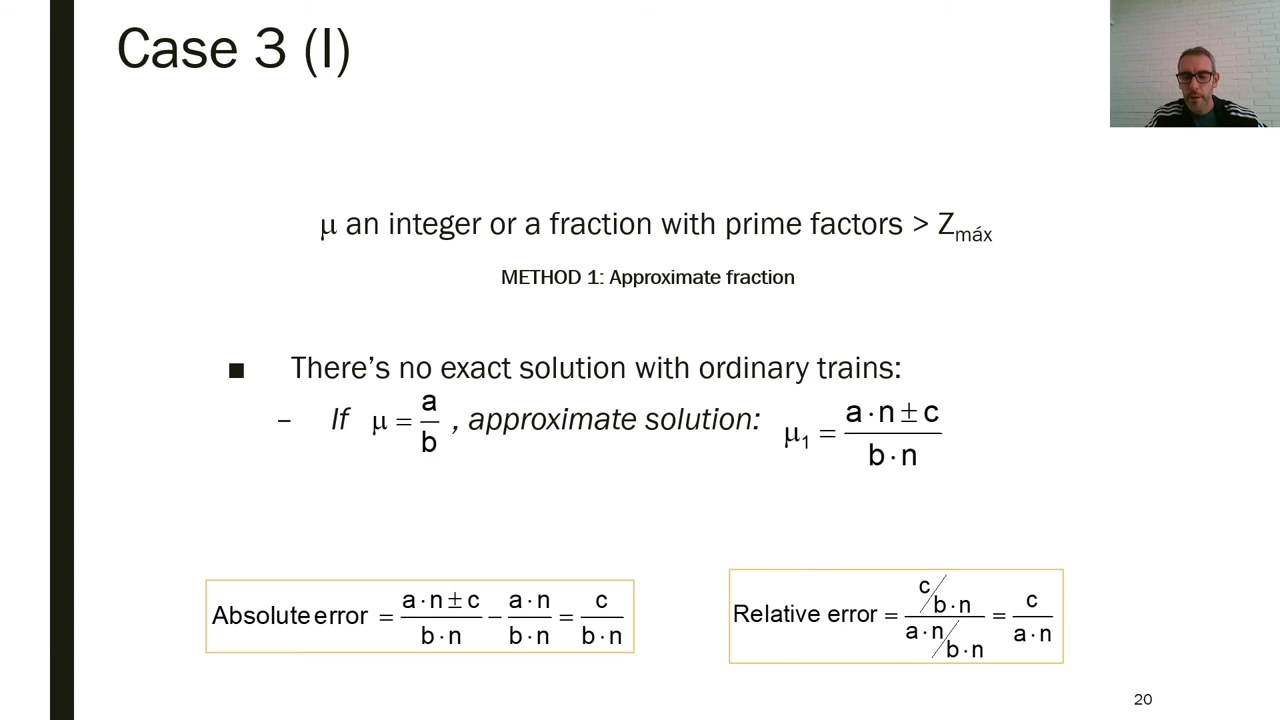 Case 3 (I)
μ an integer or a fraction with prime factors > Zmáx
METHOD 1: Approximate fraction
■ There’s no exact solution with ordinary trains:
– If μ = a/b , approximate solution: μ₁ = (a·n±c)/(b·n)
Absolute error = (a·n±c)/(b·n) − (a·n)/(b·n) = c/(b·n)
Relative error = (c/b·n)/(a·n/b·n) = c/(a·n)
20